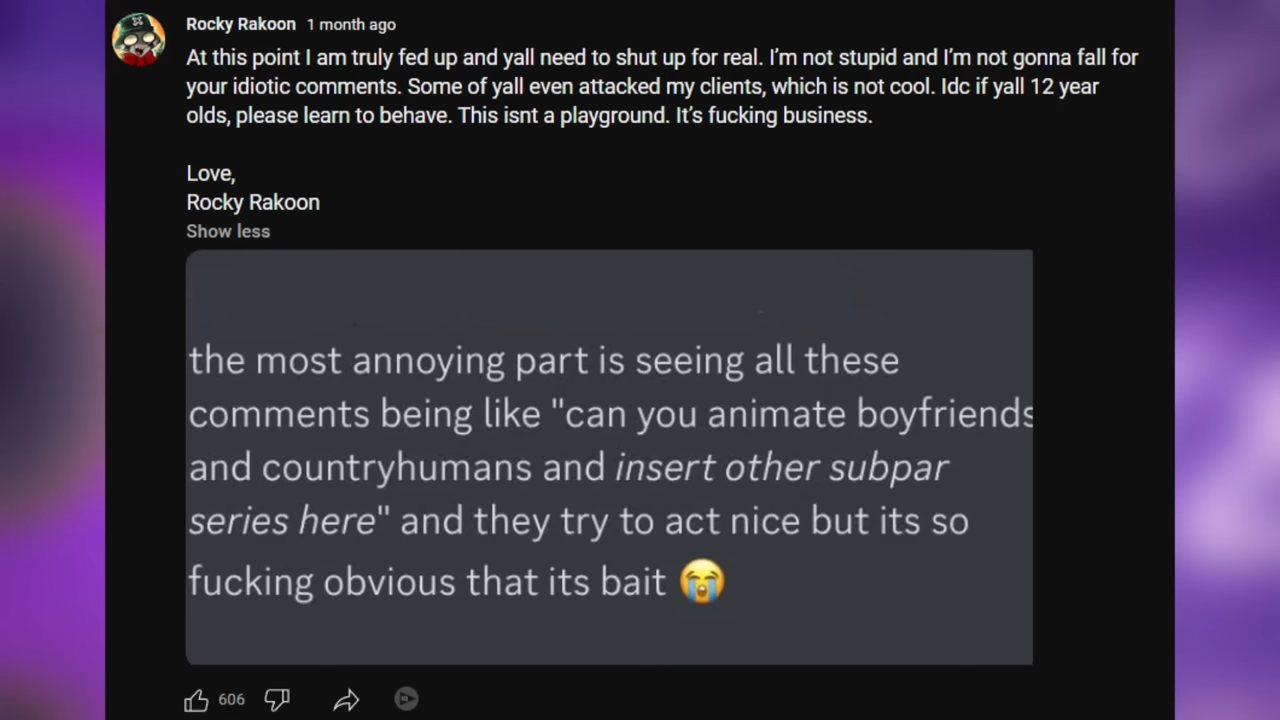 Rocky Rakoon 1 month ago
At this point I am truly fed up and yall need to shut up for real. I’m not stupid and I’m not gonna fall for
your idiotic comments. Some of yall even attacked my clients, which is not cool. Idc if yall 12 year
olds, please learn to behave. This isnt a playground. It’s fucking business.
Love,
Rocky Rakoon
Show less
the most annoying part is seeing all these
comments being like "can you animate boyfriends
and countryhumans and insert other subpar
series here" and they try to act nice but its so
fucking obvious that its bait 😭
606